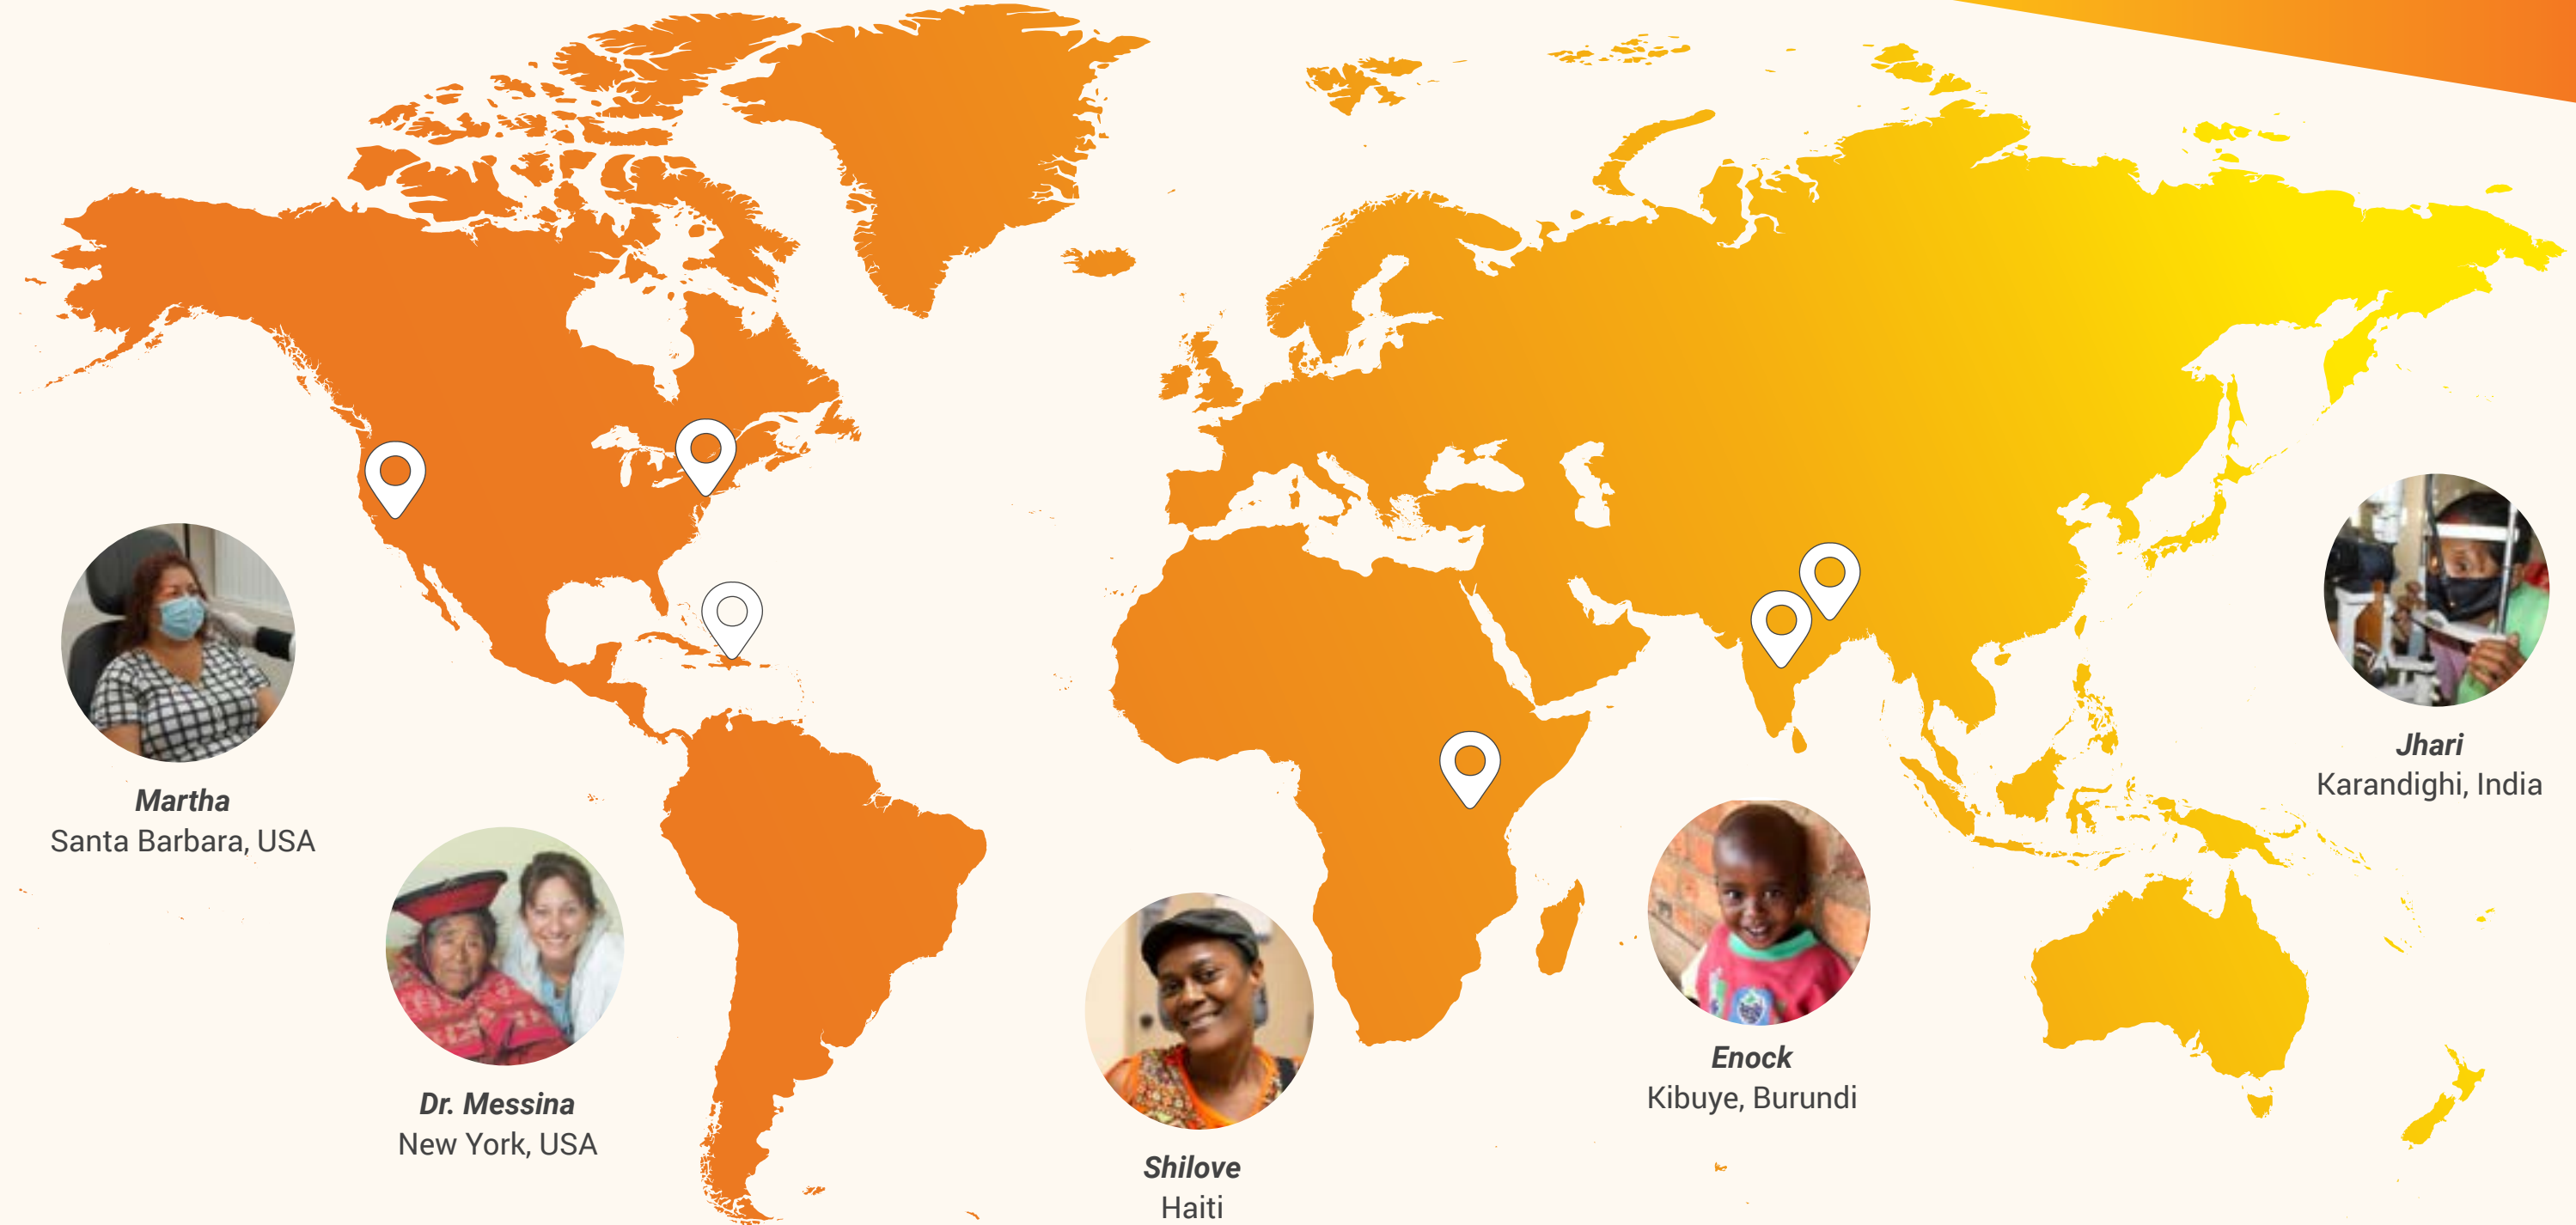 Martha
Santa Barbara, USA
Dr. Messina
New York, USA
Shilove
Haiti
Enock
Kibuye, Burundi
Jhari
Karandighi, India